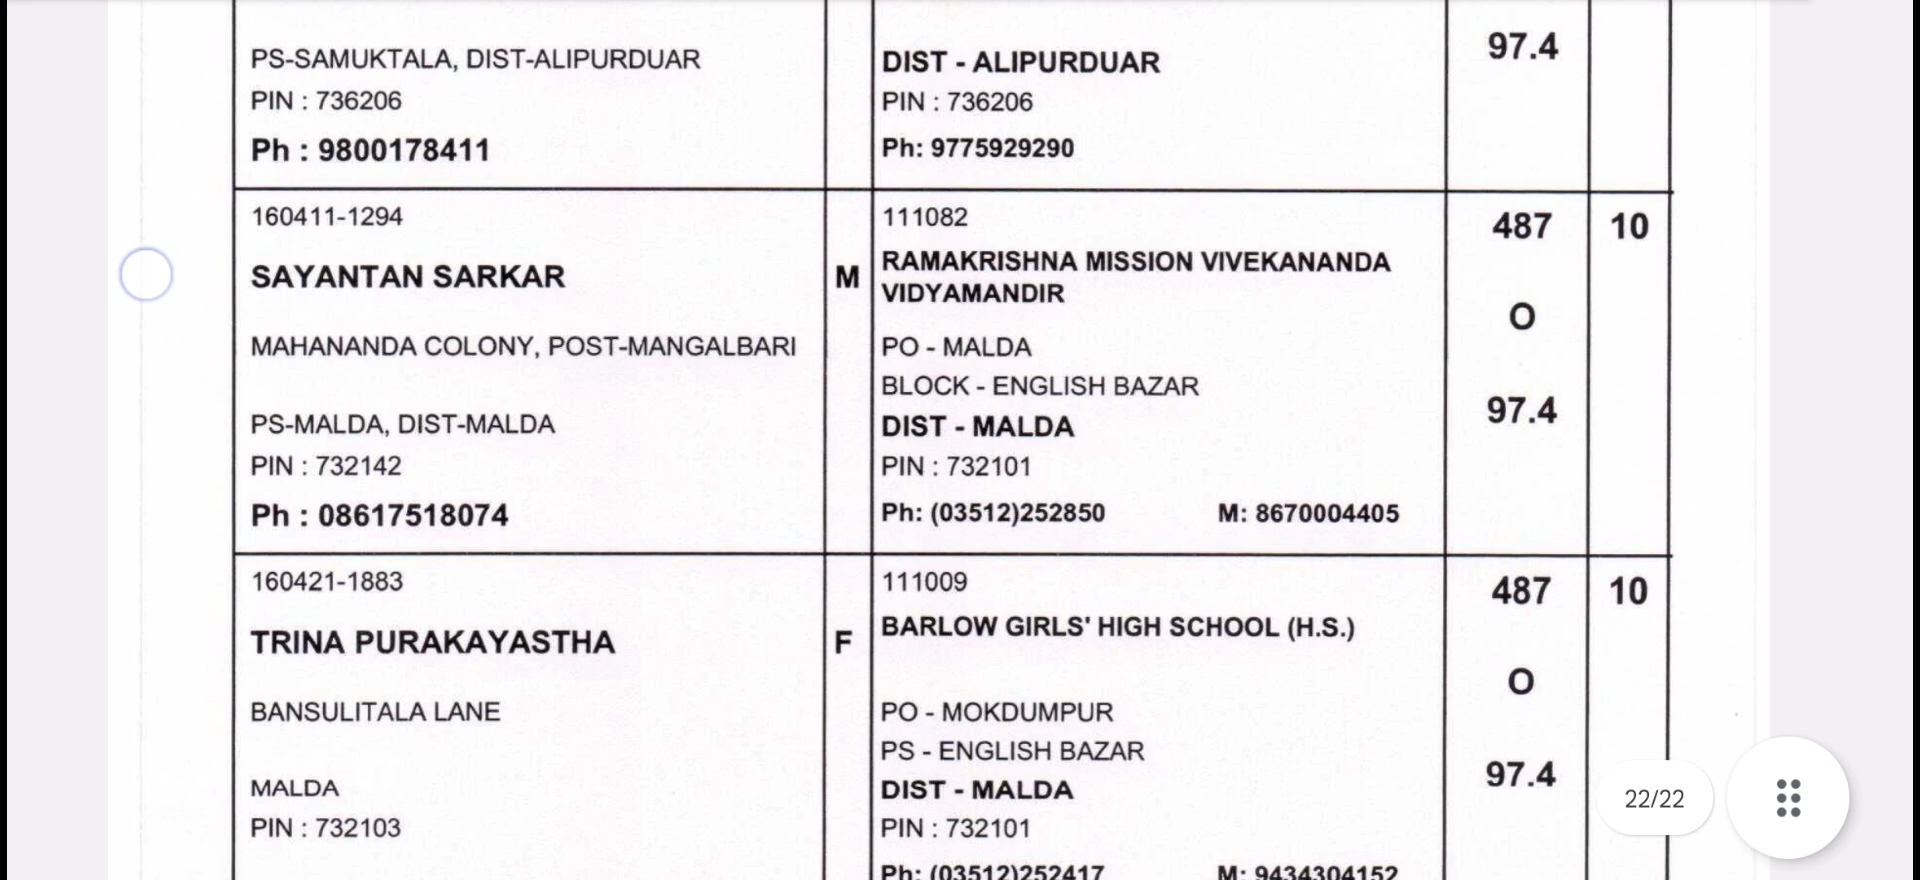 PS-SAMUKTALA, DIST-ALIPURDUAR
PIN : 736206
Ph : 9800178411
DIST - ALIPURDUAR
PIN : 736206
Ph: 9775929290
97.4
160411-1294
SAYANTAN SARKAR
MAHANANDA COLONY, POST-MANGALBARI
PS-MALDA, DIST-MALDA
PIN : 732142
Ph : 08617518074
M
111082
RAMAKRISHNA MISSION VIVEKANANDA
VIDYAMANDIR
PO - MALDA
BLOCK - ENGLISH BAZAR
DIST - MALDA
PIN : 732101
Ph: (03512)252850 M: 8670004405
487
O
97.4
10
160421-1883
TRINA PURAKAYASTHA
BANSULITALA LANE
MALDA
PIN : 732103
F
111009
BARLOW GIRLS' HIGH SCHOOL (H.S.)
PO - MOKDUMPUR
PS - ENGLISH BAZAR
DIST - MALDA
PIN : 732101
Ph: (03512)252417 M: 9434304152
487
O
97.4
10
22/22